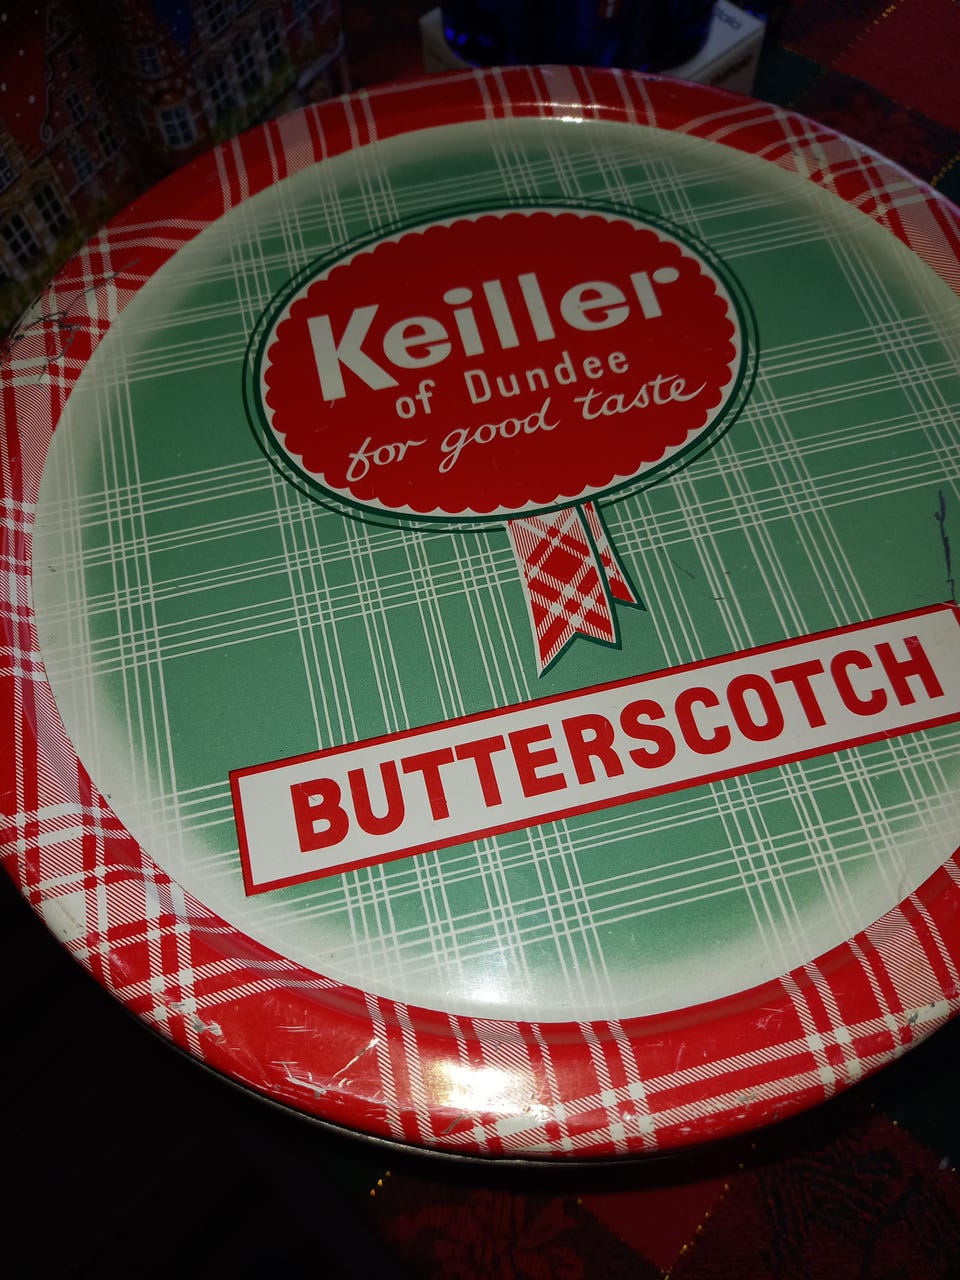 Keiller
of Dundee
for good taste
BUTTERSCOTCH